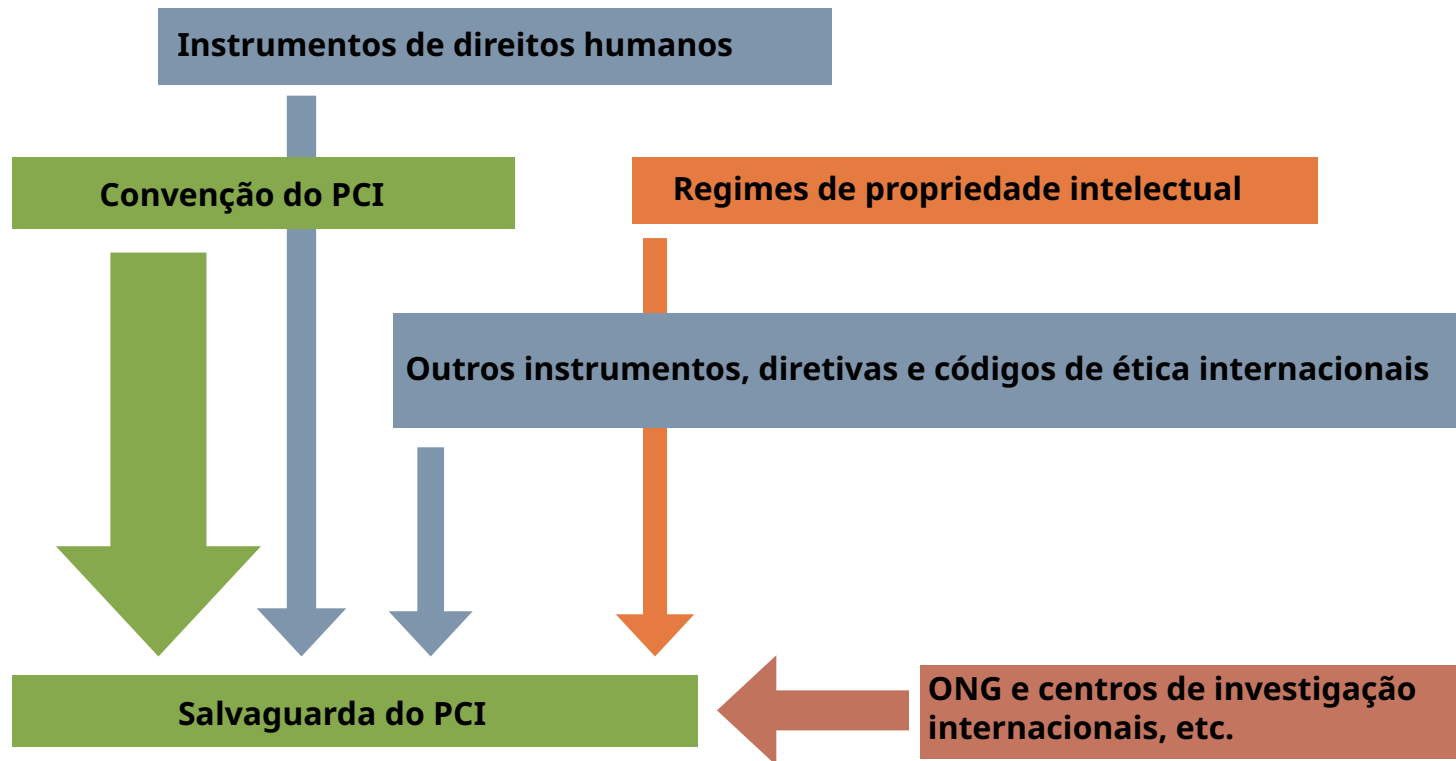 Instrumentos de direitos humanos
Convenção do PCI
Regimes de propriedade intelectual
Outros instrumentos, diretivas e códigos de ética internacionais
Salvaguarda do PCI
ONG e centros de investigação
internacionais, etc.